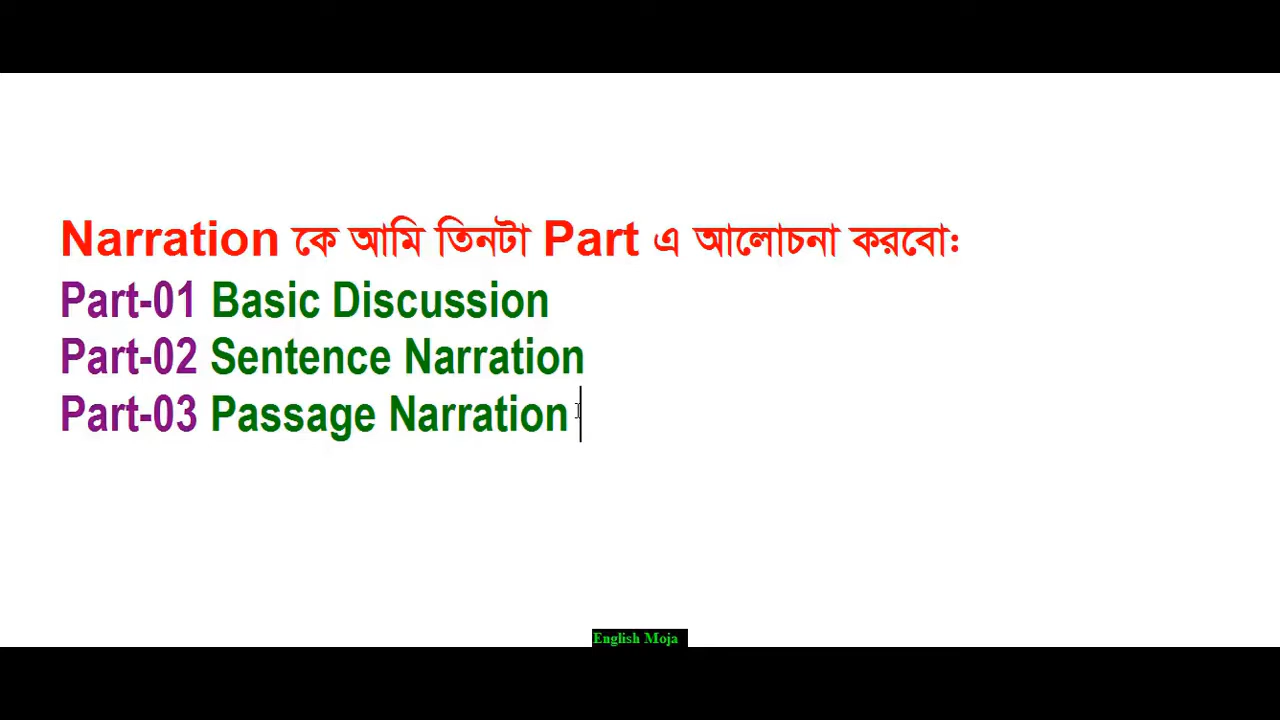 Narration কে আমি তিনটা Part এ আলোচনা করবো:
Part-01 Basic Discussion
Part-02 Sentence Narration
Part-03 Passage Narration
English Moja